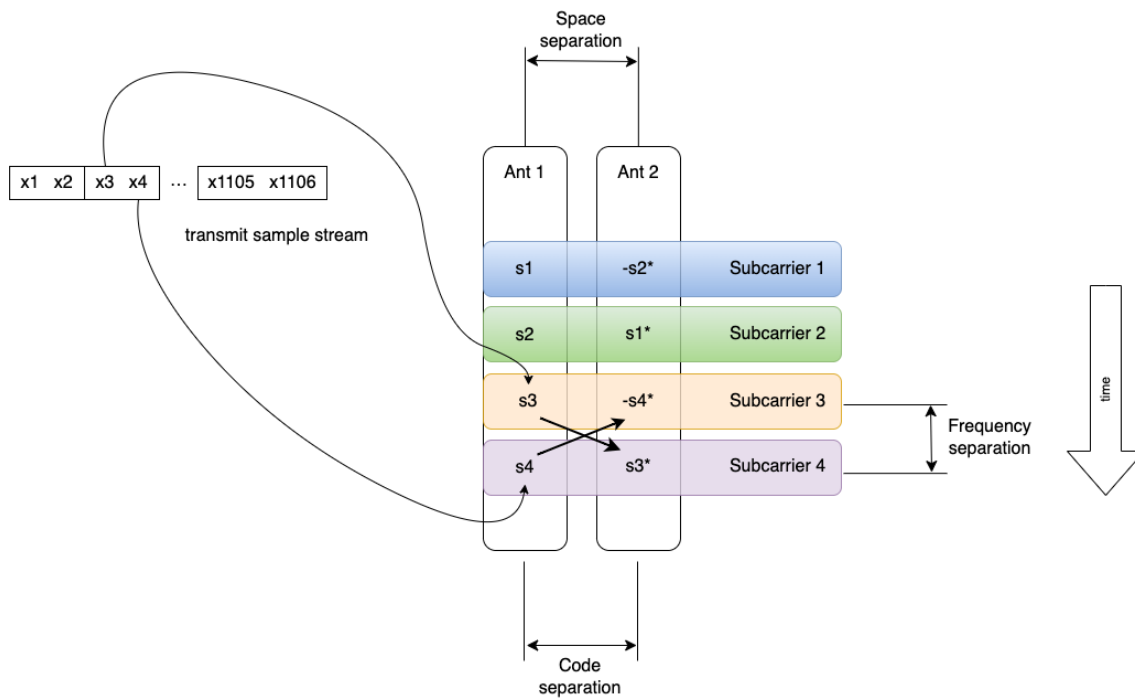 Space
separation
Ant 1 Ant 2
x1 x2 x3 x4 ... x1105 x1106
transmit sample stream
s1 -s2* Subcarrier 1
s2 s1* Subcarrier 2
s3 -s4* Subcarrier 3
s4 s3* Subcarrier 4
Frequency
separation
time
Code
separation